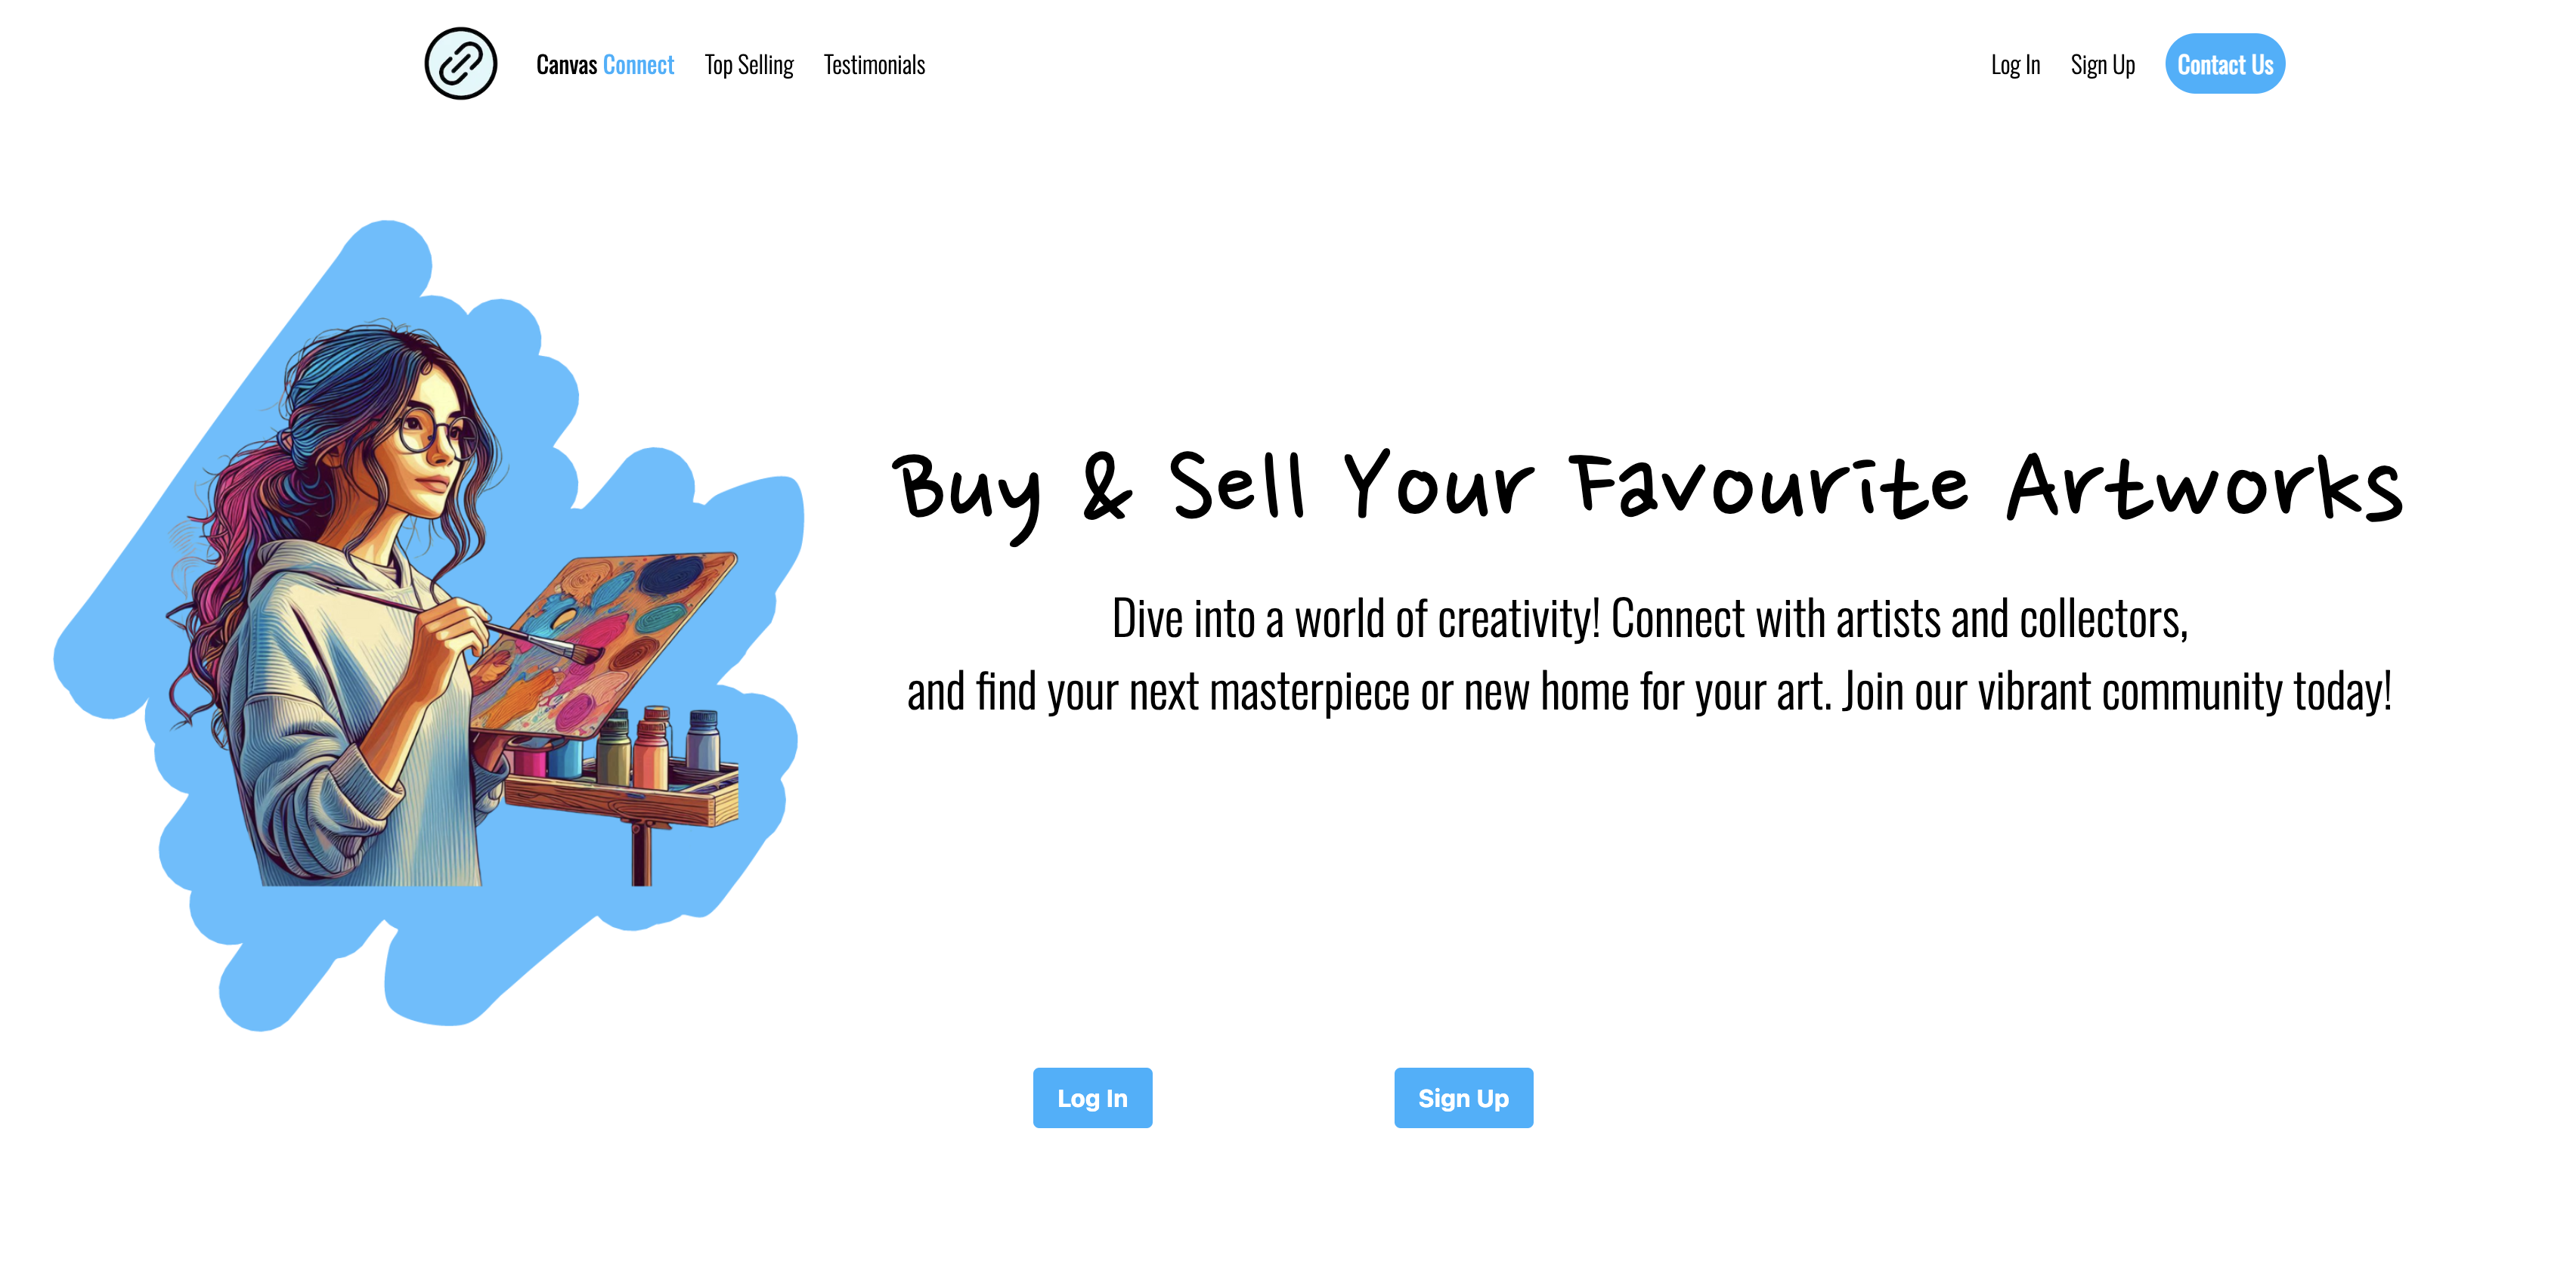 Canvas Connect Top Selling Testimonials Log In Sign Up Contact Us
Buy & Sell Your Favourite Artworks
Dive into a world of creativity! Connect with artists and collectors,
and find your next masterpiece or new home for your art. Join our vibrant community today!
Log In Sign Up